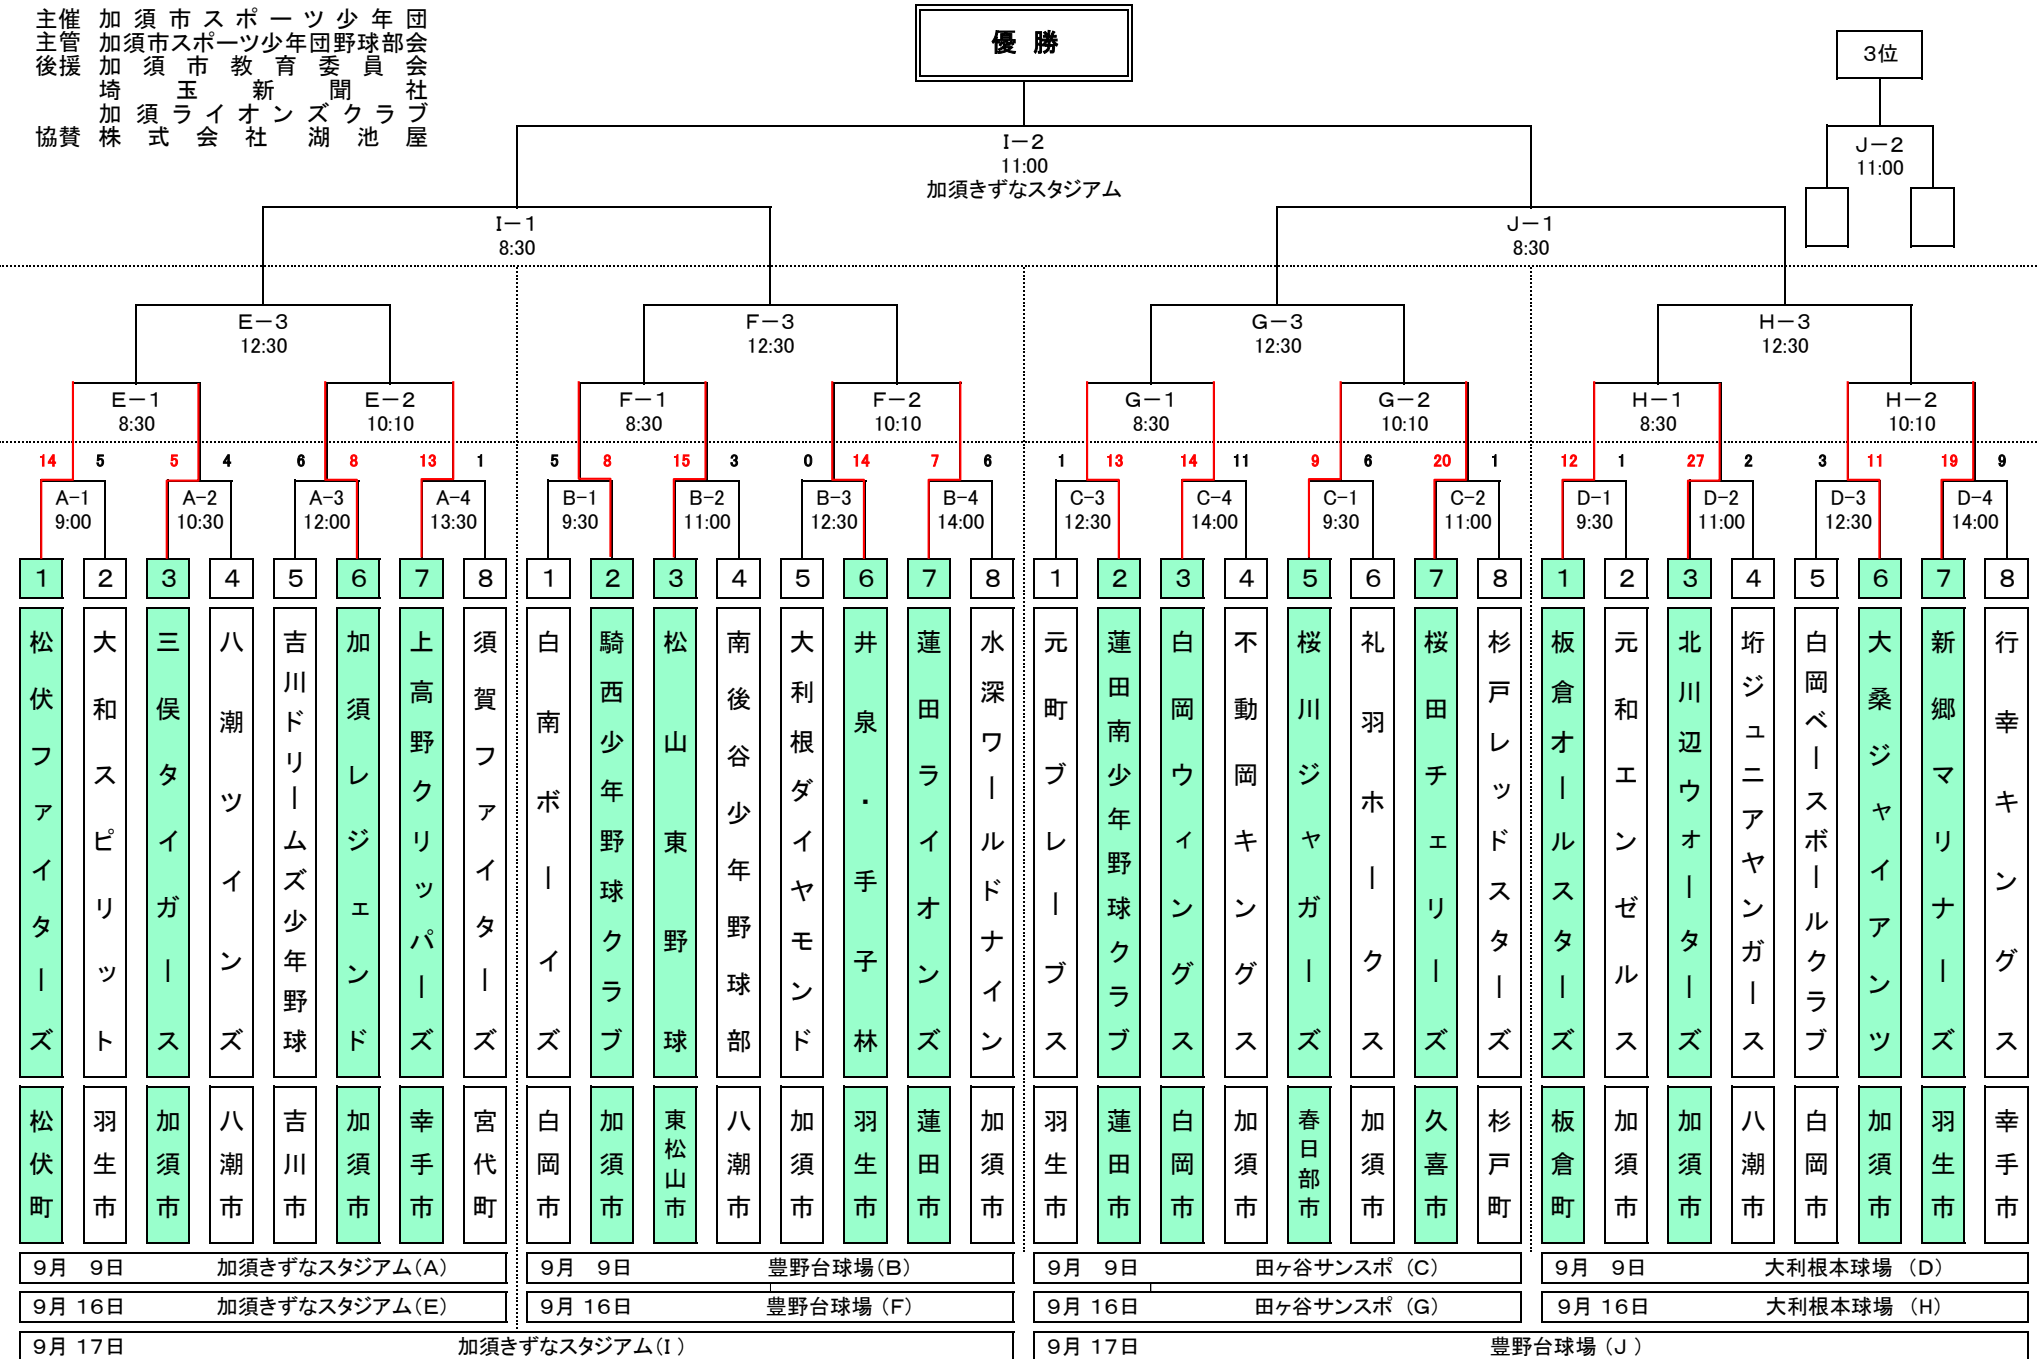 主催 加須市スポーツ少年団
主管 加須市スポーツ少年団野球部会
後援 加須市教育委員会
埼玉新聞社
加須ライオンズクラブ
協賛 株式会社湖池屋
優 勝
3位
I－2
11:00
加須きずなスタジアム
J－2
11:00
I－1
8:30
J－1
8:30
E－3
12:30
F－3
12:30
G－3
12:30
H－3
12:30
E－1
8:30
E－2
10:10
F－1
8:30
F－2
10:10
G－1
8:30
G－2
10:10
H－1
8:30
H－2
10:10
14 5 5 4 6 8 13 1 5 8 15 3 0 14 7 6 1 13 14 11 9 6 20 1 12 1 27 2 3 11 19 9
A-1 A-2 A-3 A-4 B-1 B-2 B-3 B-4 C-3 C-4 C-1 C-2 D-1 D-2 D-3 D-4
9:00 10:30 12:00 13:30 9:30 11:00 12:30 14:00 12:30 14:00 9:30 11:00 9:30 11:00 12:30 14:00
1 2 3 4 5 6 7 8 1 2 3 4 5 6 7 8 1 2 3 4 5 6 7 8 1 2 3 4 5 6 7 8
松伏ファイターズ
大和スピリット
三俣タイガース
八潮ツインズ
吉川ドリームズ少年野球
加須レジェンド
上高野クリッパーズ
須賀ファイターズ
白南ボーイズ
騎西少年野球クラブ
松山東野球
南後谷少年野球部
大利根ダイヤモンド
井泉・手子林
蓮田ライオンズ
水深ワールドナイン
元町ブレーブス
蓮田南少年野球クラブ
白岡ウィングス
不動岡キングス
桜川ジャガーズ
礼羽ホークス
桜田チェリーズ
杉戸レッドスターズ
板倉オールスターズ
元和エンゼルス
北川辺ウォーターズ
垳ジュニアヤンガース
白岡ベースボールクラブ
大桑ジャイアンツ
新郷マリナーズ
行幸キングス
松伏町
羽生市
加須市
八潮市
吉川市
加須市
幸手市
宮代町
白岡市
加須市
東松山市
八潮市
加須市
羽生市
蓮田市
加須市
羽生市
蓮田市
白岡市
加須市
春日部市
加須市
久喜市
杉戸町
板倉町
加須市
加須市
八潮市
白岡市
加須市
羽生市
幸手市
9月 9日 加須きずなスタジアム(A)
9月 9日 豊野台球場(B)
9月 9日 田ヶ谷サンスポ (C)
9月 9日 大利根本球場 (D)
9月 16日 加須きずなスタジアム(E)
9月 16日 豊野台球場 (F)
9月 16日 田ヶ谷サンスポ (G)
9月 16日 大利根本球場 (H)
9月 17日 加須きずなスタジアム(I)
9月 17日 豊野台球場 (J)